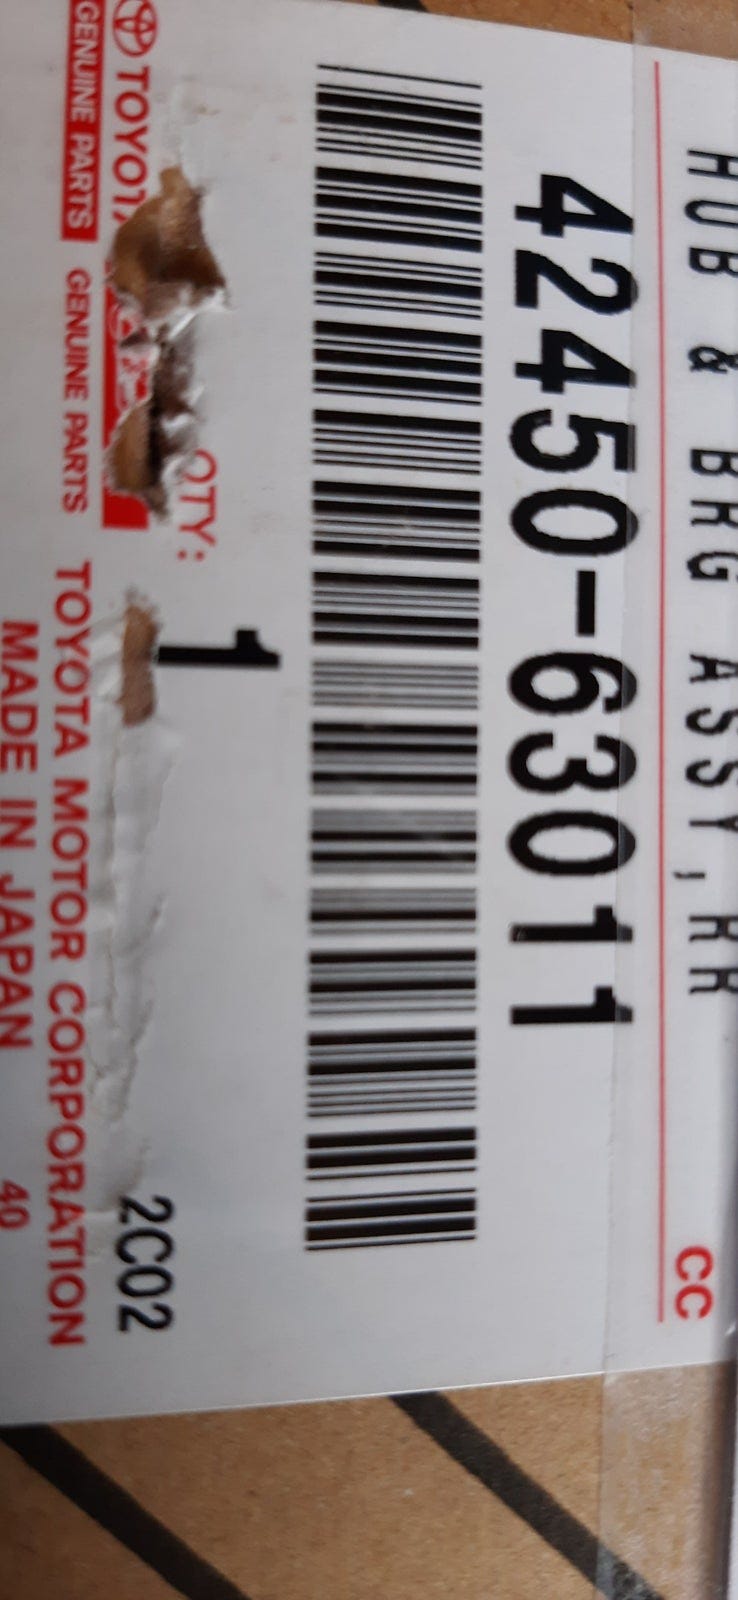 HUB & BRG ASSY, RR
CC
42450-63011
QTY:
1
TOYOTA
GENUINE PARTS GENUINE PARTS
2C02
TOYOTA MOTOR CORPORATION
MADE IN JAPAN 40